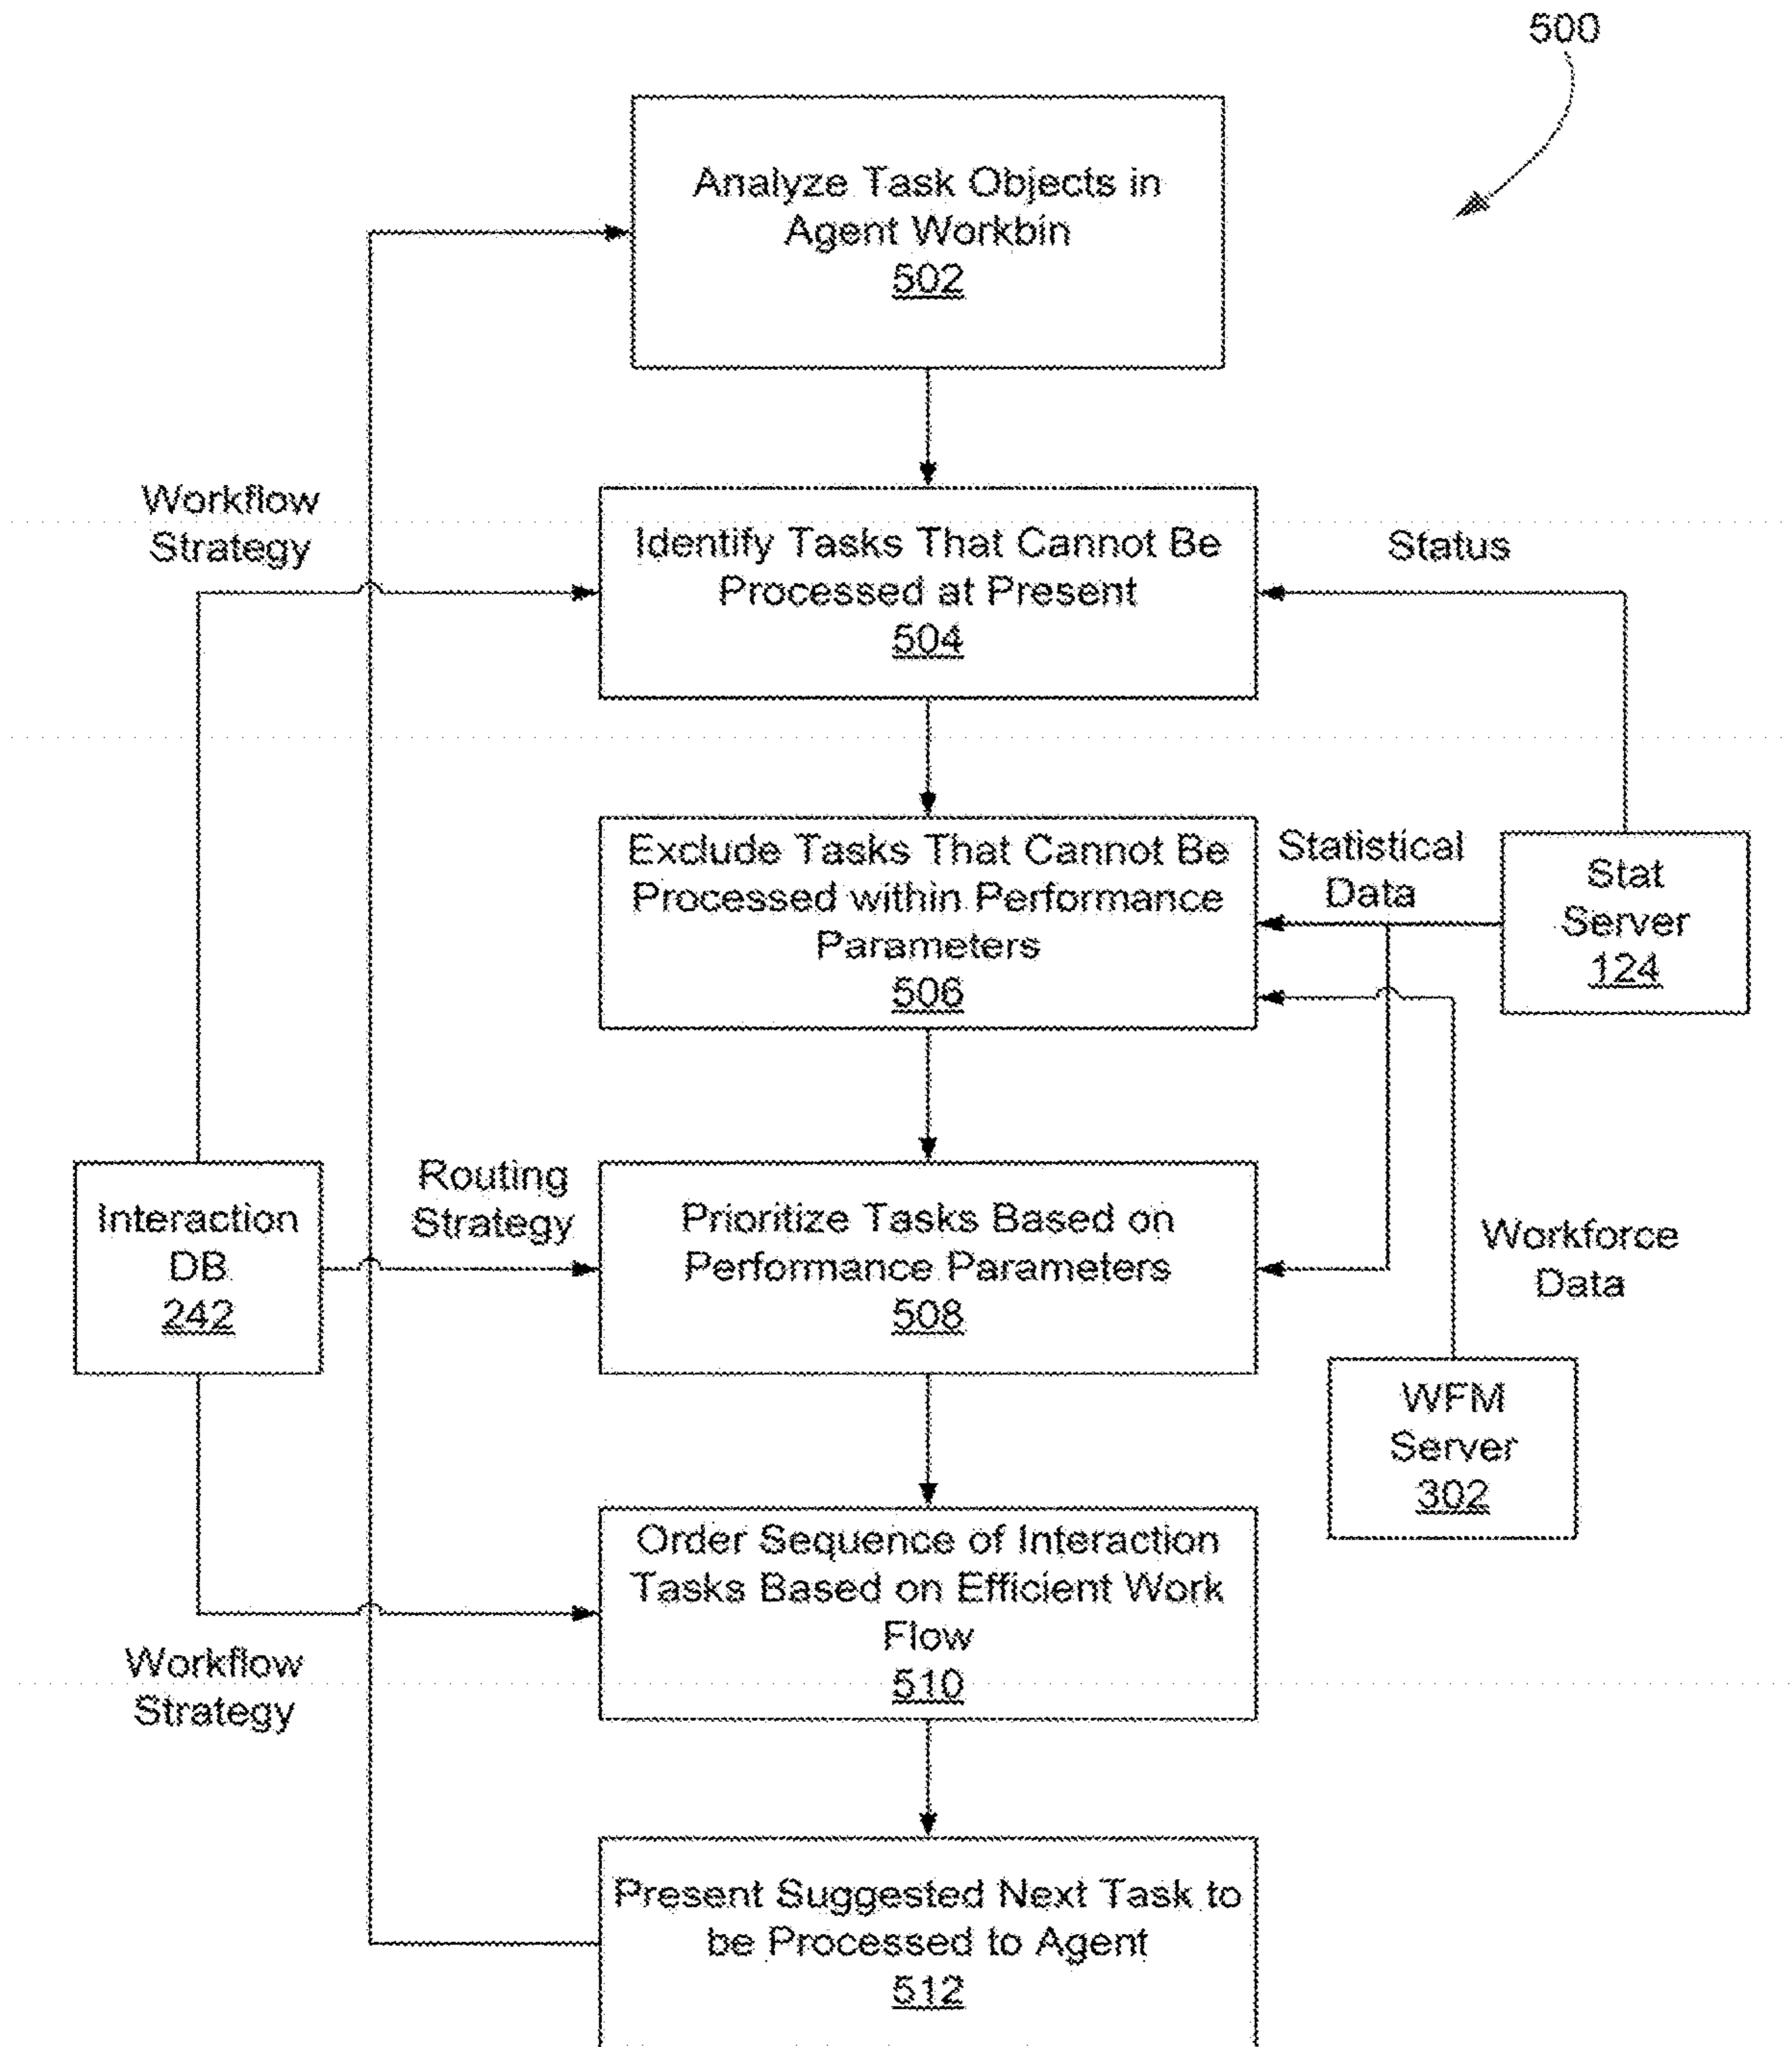 500
Analyze Task Objects in
Agent Workbin
502
Workflow
Strategy
Identify Tasks That Cannot Be
Processed at Present
504
Status
Exclude Tasks That Cannot Be
Processed within Performance
Parameters
506
Statistical
Data
Stat
Server
124
Interaction
DB
242
Routing
Strategy
Prioritize Tasks Based on
Performance Parameters
508
Workforce
Data
WFM
Server
302
Order Sequence of Interaction
Tasks Based on Efficient Work
Flow
510
Workflow
Strategy
Present Suggested Next Task to
be Processed to Agent
512